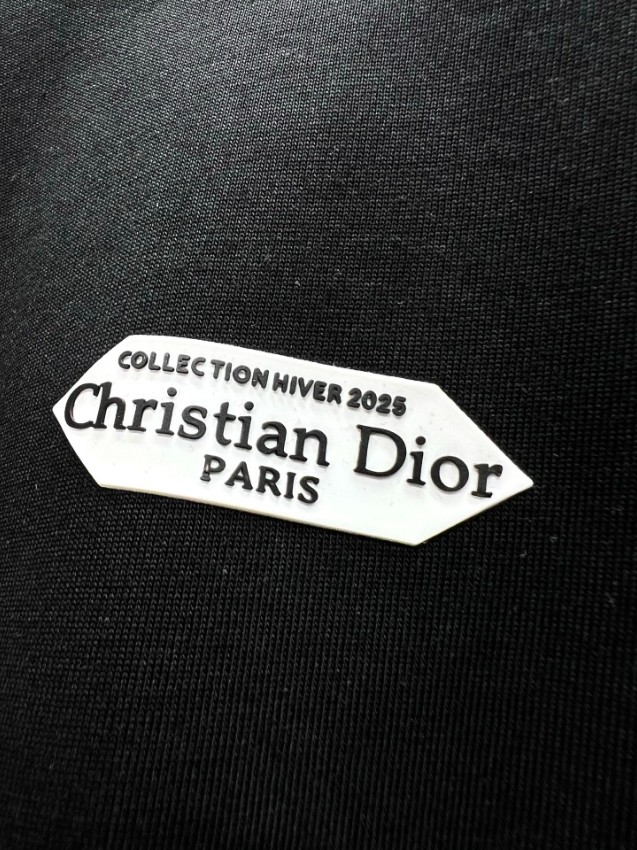 COLLECTION HIVER 2025
Christian Dior
PARIS